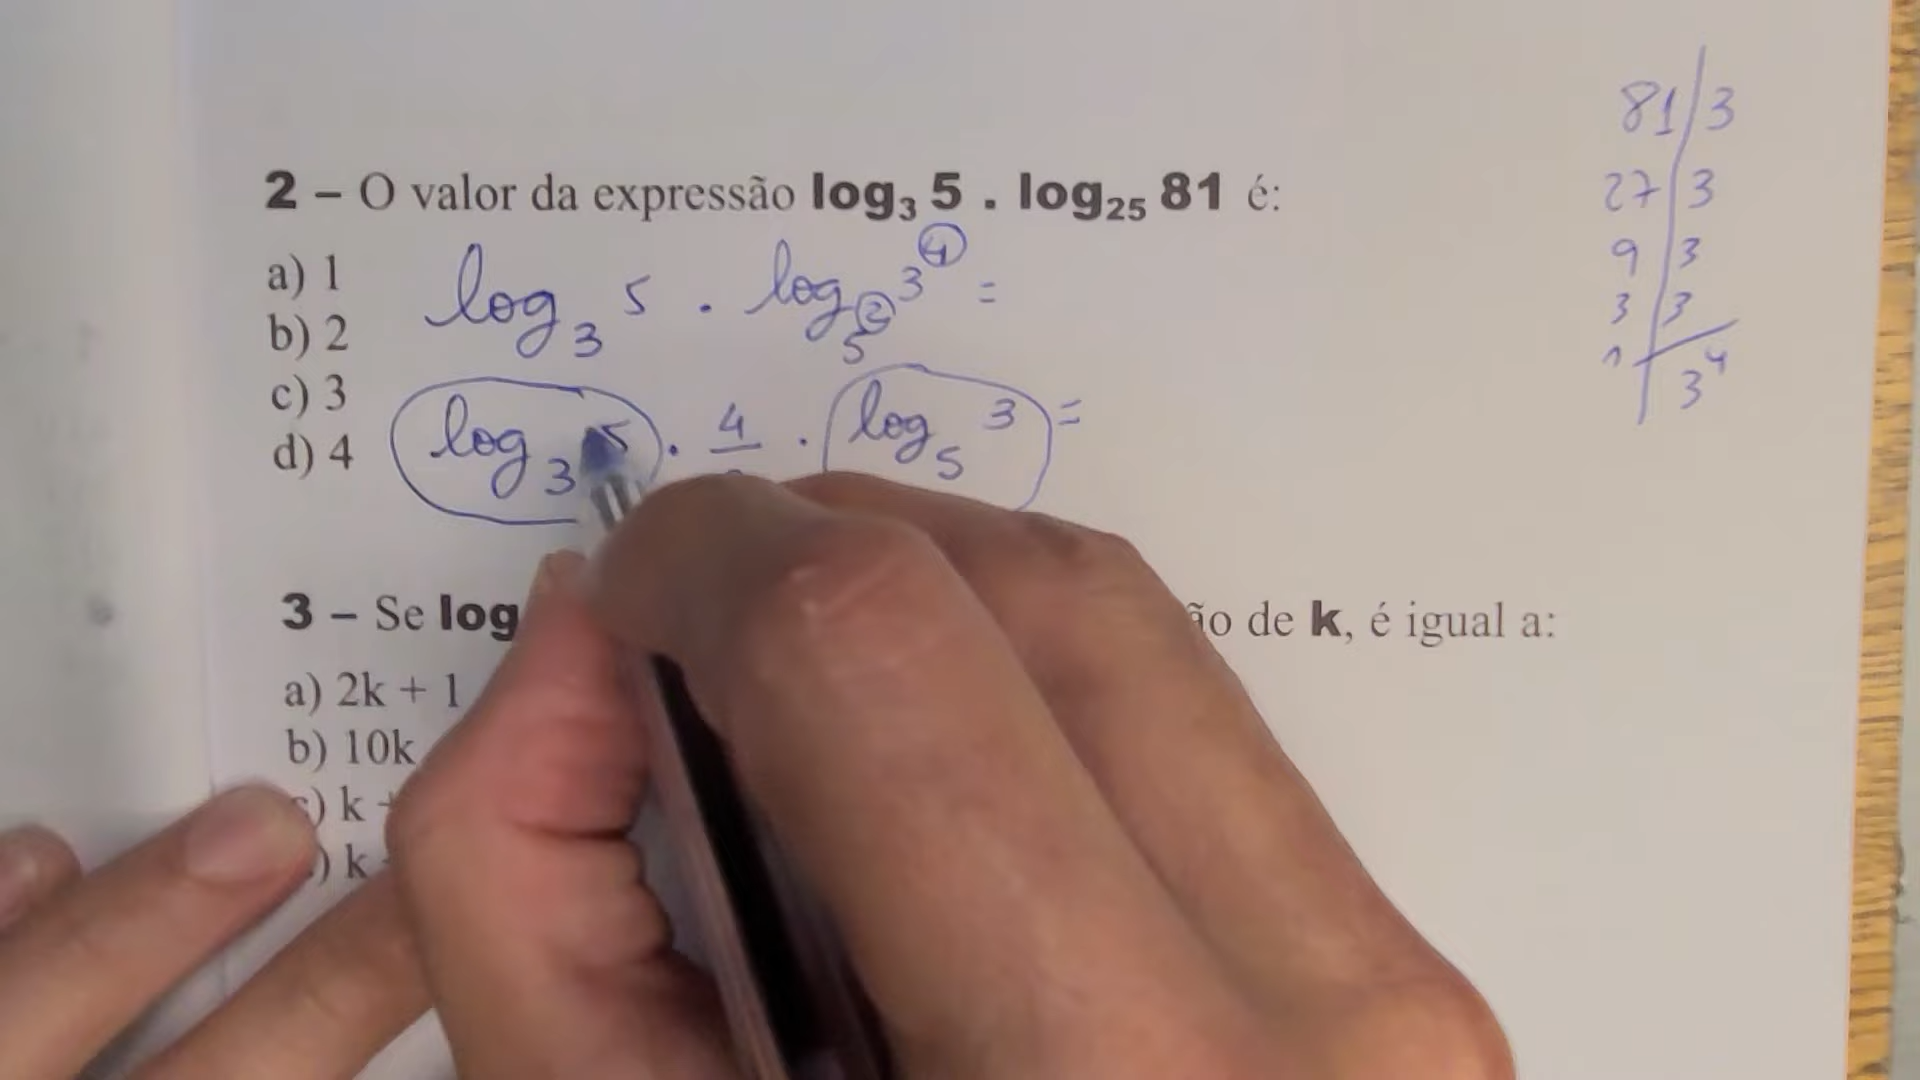 2 – O valor da expressão log₃ 5 . log₂₅ 81 é:
a) 1
b) 2
c) 3
d) 4
log₃ 5 . log₅² 3⁴ =
log₃ 5 . 4 . log₅ 3 =
81 3
27 3
9 3
3 3
1
3⁴
3 – Se log
ão de k, é igual a:
a) 2k + 1
b) 10k
) k
) k